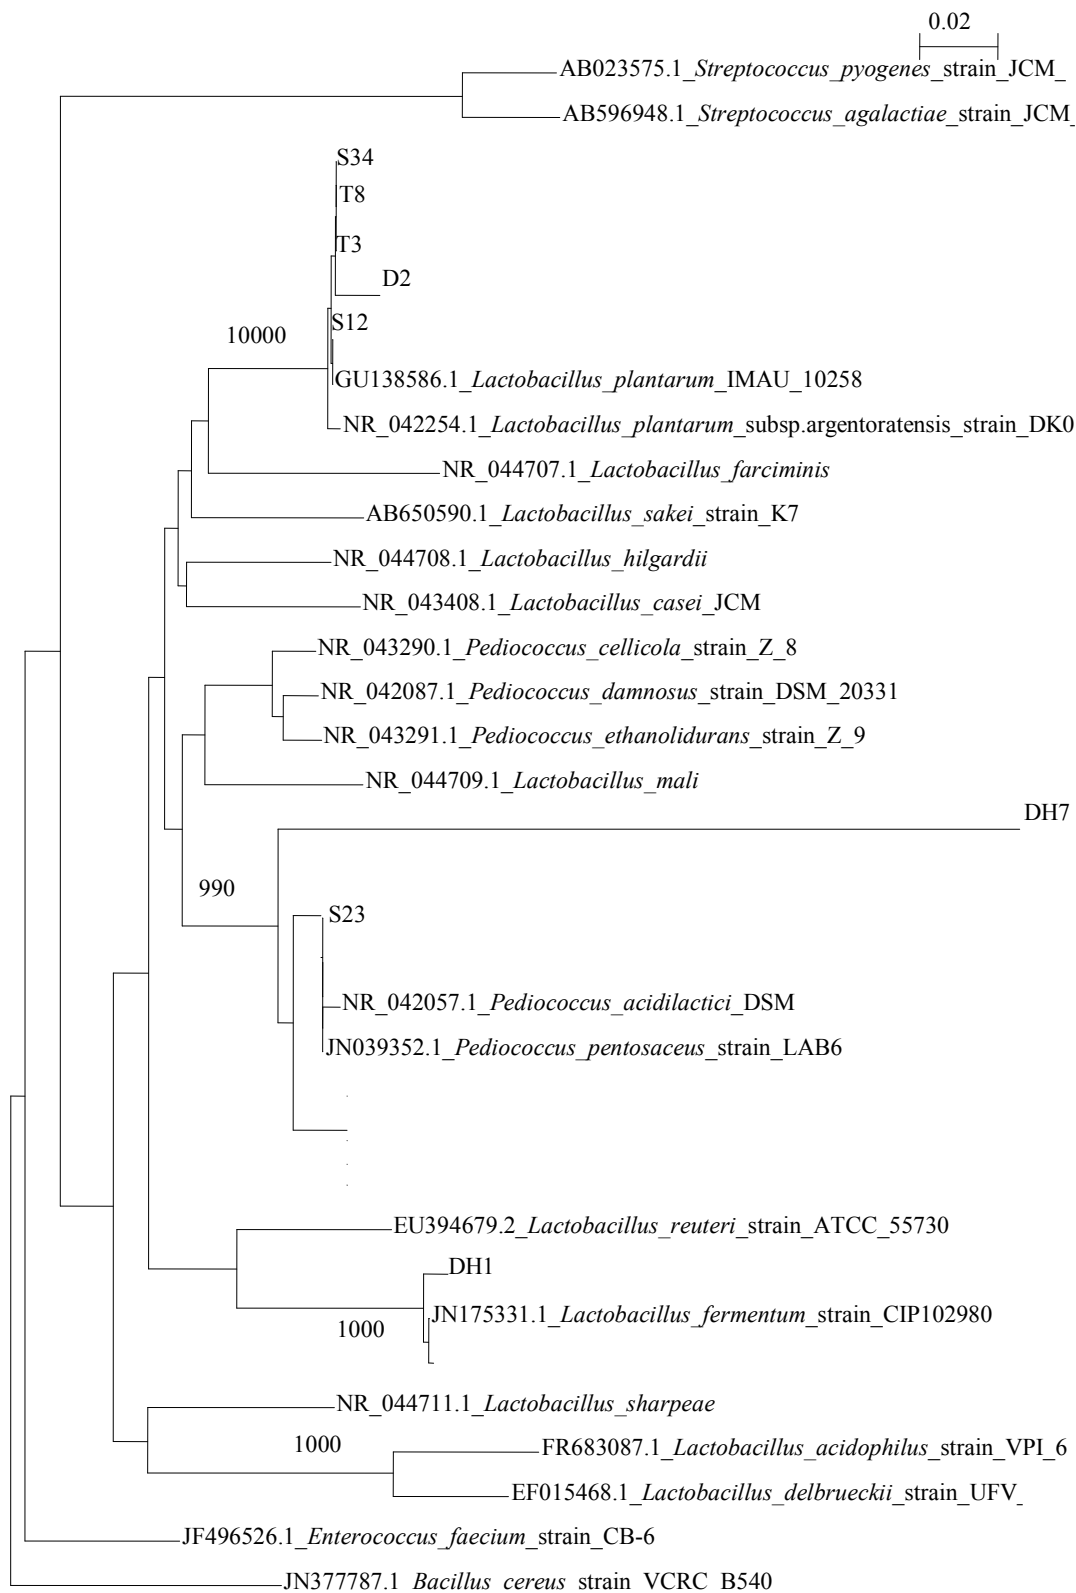 0.02
AB023575.1_Streptococcus_pyogenes_strain_JCM_
AB596948.1_Streptococcus_agalactiae_strain_JCM_
S34
T8
T3
D2
S12
10000
GU138586.1_Lactobacillus_plantarum_IMAU_10258
NR_042254.1_Lactobacillus_plantarum_subsp.argentoratensis_strain_DK0
NR_044707.1_Lactobacillus_farciminis
AB650590.1_Lactobacillus_sakei_strain_K7
NR_044708.1_Lactobacillus_hilgardii
NR_043408.1_Lactobacillus_casei_JCM
NR_043290.1_Pediococcus_cellicola_strain_Z_8
NR_042087.1_Pediococcus_damnosus_strain_DSM_20331
NR_043291.1_Pediococcus_ethanolidurans_strain_Z_9
NR_044709.1_Lactobacillus_mali
DH7
990
S23
NR_042057.1_Pediococcus_acidilactici_DSM
JN039352.1_Pediococcus_pentosaceus_strain_LAB6
EU394679.2_Lactobacillus_reuteri_strain_ATCC_55730
DH1
JN175331.1_Lactobacillus_fermentum_strain_CIP102980
1000
NR_044711.1_Lactobacillus_sharpeae
1000
FR683087.1_Lactobacillus_acidophilus_strain_VPI_6
EF015468.1_Lactobacillus_delbrueckii_strain_UFV_
JF496526.1_Enterococcus_faecium_strain_CB-6
JN377787.1_Bacillus_cereus_strain_VCRC_B540